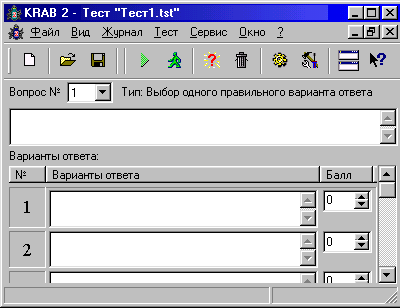 KRAB 2 - Тест "Тест1.tst"
Файл Вид Журнал Тест Сервис Окно ?
Вопрос № 1 Тип: Выбор одного правильного варианта ответа
Варианты ответа:
№ Варианты ответа Балл
1 0
2 0
0